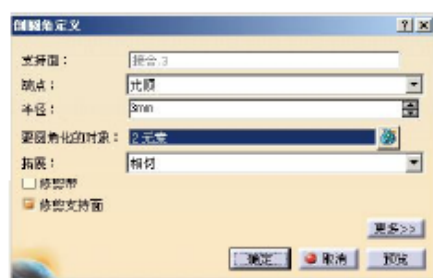 倒圆角定义
支持面: 接合.3
端点: 光顺
半径: 3mm
要圆角化的对象: 2元素
拓展: 相切
修剪带
修剪支持面
更多>>
确定 取消 预览